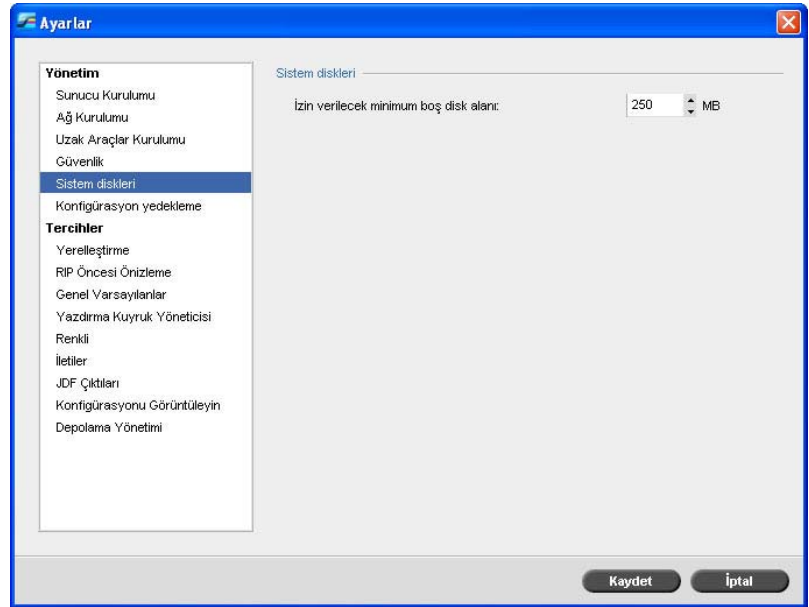 Ayarlar
Yönetim
Sunucu Kurulumu
Ağ Kurulumu
Uzak Araçlar Kurulumu
Güvenlik
Sistem diskleri
Konfigürasyon yedekleme
Tercihler
Yerelleştirme
RIP Öncesi Önizleme
Genel Varsayılanlar
Yazdırma Kuyruk Yöneticisi
Renkli
İletiler
JDF Çıktıları
Konfigürasyonu Görüntüleyin
Depolama Yönetimi
Sistem diskleri
İzin verilecek minimum boş disk alanı: 250 MB
Kaydet İptal